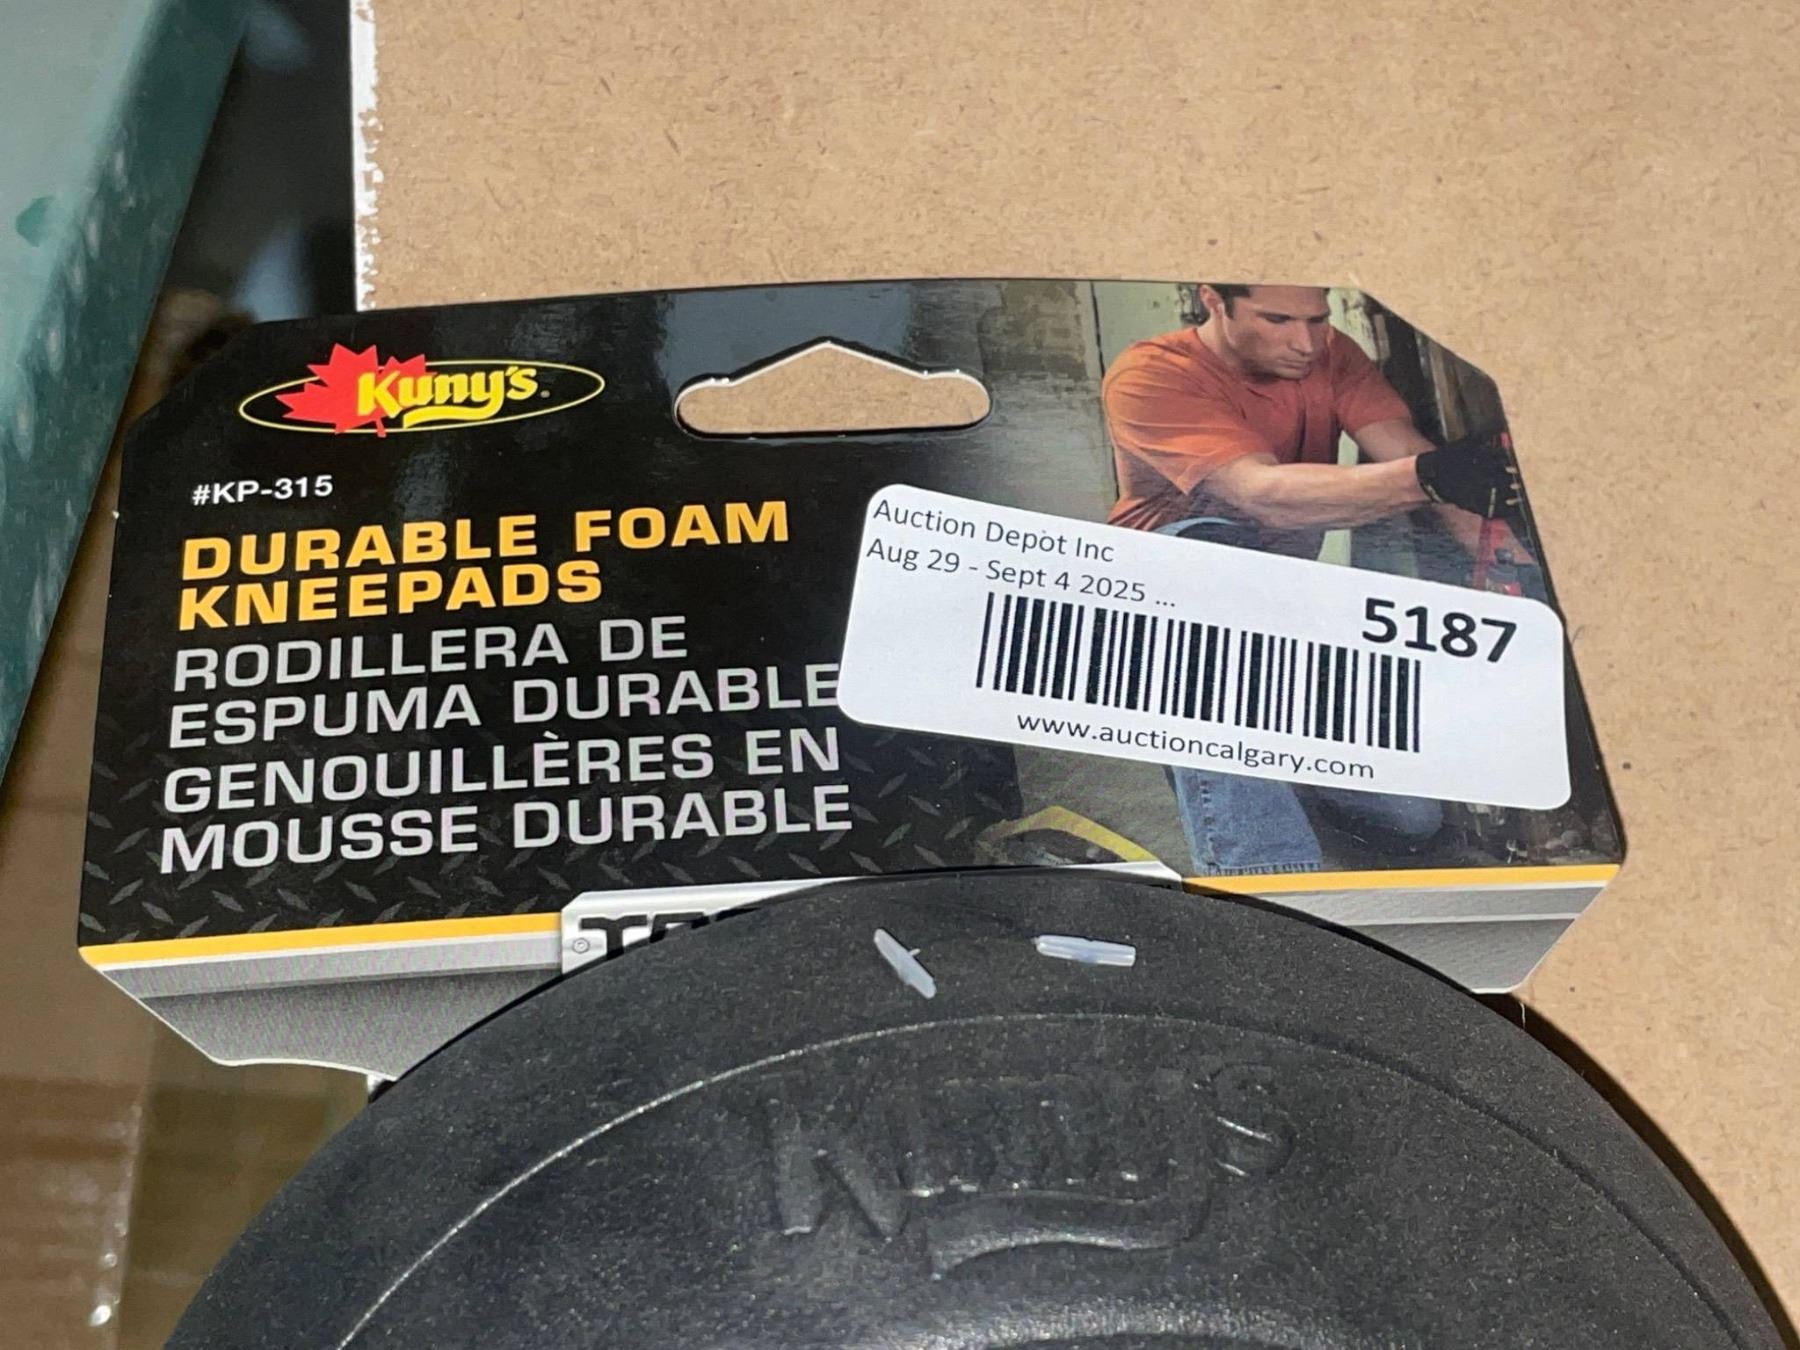 Kuny's
#KP-315
DURABLE FOAM
KNEEPADS
RODILLERA DE
ESPUMA DURABLE
GENOUILLÈRES EN
MOUSSE DURABLE
Auction Depot Inc
Aug 29 - Sept 4 2025 ...
5187
www.auctioncalgary.com
Kuny's